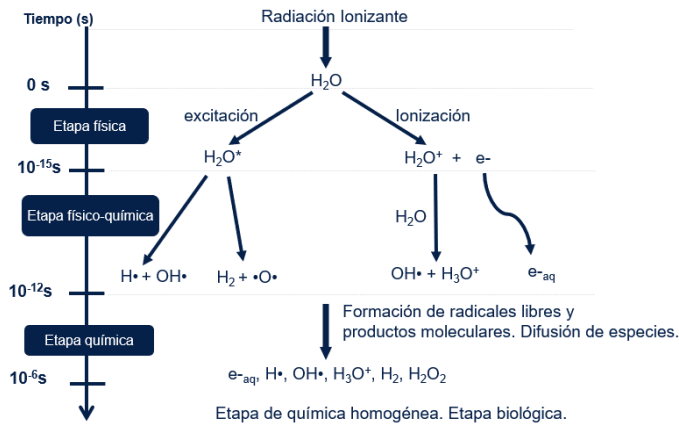 Tiempo (s)
Radiación Ionizante
0 s
H₂O
excitación
Ionización
Etapa física
10⁻¹⁵s
H₂O*
H₂O⁺ + e-
Etapa físico-química
H₂O
H• + OH•
H₂ + •O•
OH• + H₃O⁺
e-aq
10⁻¹²s
Formación de radicales libres y
productos moleculares. Difusión de especies.
Etapa química
10⁻⁶s
e-aq, H•, OH•, H₃O⁺, H₂, H₂O₂
Etapa de química homogénea. Etapa biológica.